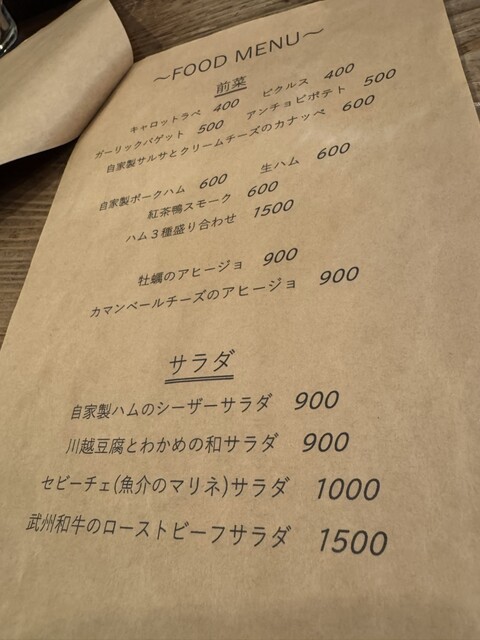 ～FOOD MENU～
前菜
キャロットラペ 400 ピクルス 400
ガーリックバゲット 500 アンチョビポテト 500
自家製サルサとクリームチーズのカナッペ 600
自家製ポークハム 600 生ハム 600
紅茶鴨スモーク 600
ハム3種盛り合わせ 1500
牡蠣のアヒージョ 900
カマンベールチーズのアヒージョ 900
サラダ
自家製ハムのシーザーサラダ 900
川越豆腐とわかめの和サラダ 900
セビーチェ(魚介のマリネ)サラダ 1000
武州和牛のローストビーフサラダ 1500